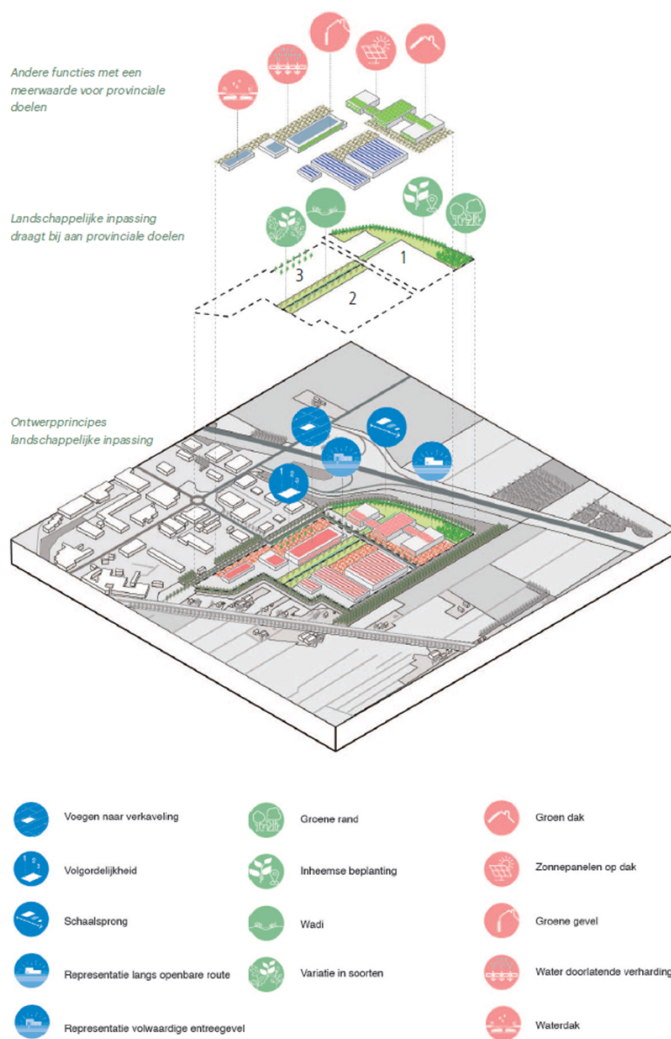 Andere functies met een
meerwaarde voor provinciale
doelen
Landschappelijke inpassing
draagt bij aan provinciale doelen
1
3
2
Ontwerpprincipes
landschappelijke inpassing
Voegen naar verkaveling
Groene rand
Groen dak
Volgordelijkheid
Inheemse beplanting
Zonnepanelen op dak
Schaalsprong
Wadi
Groene gevel
Representatie langs openbare route
Variatie in soorten
Water doorlatende verharding
Representatie volwaardige entreegevel
Waterdak